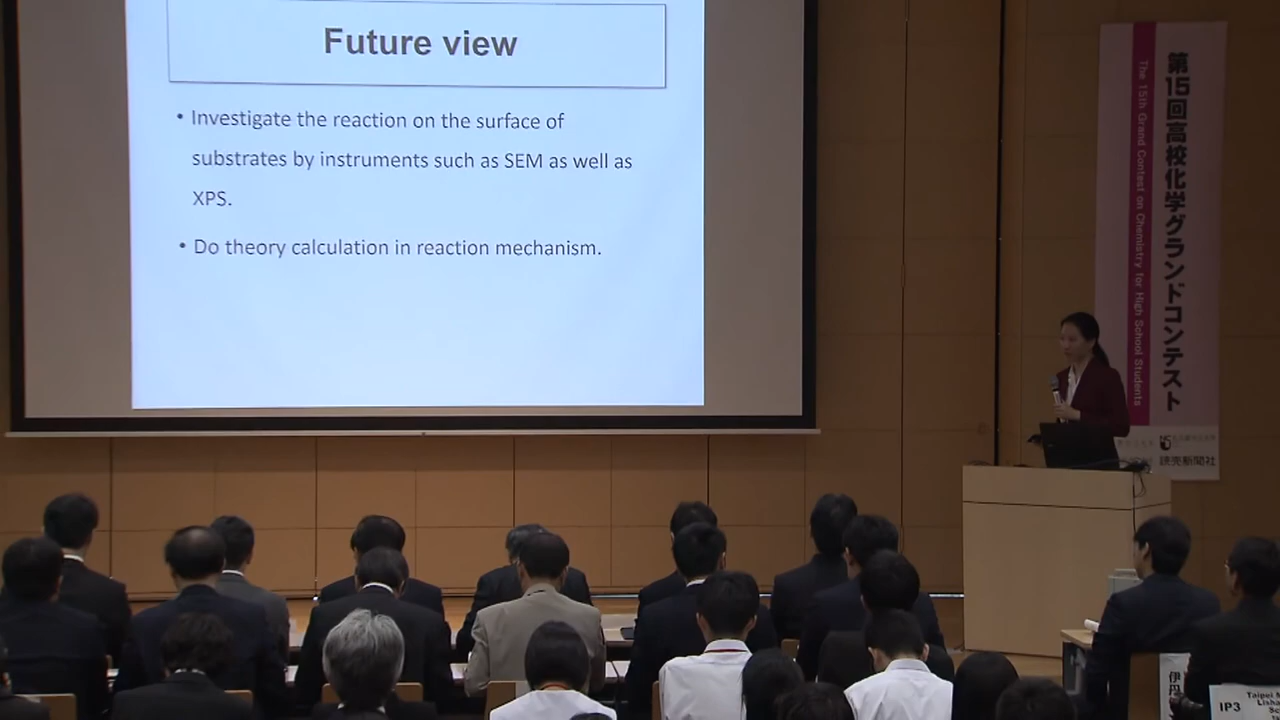 Future view
• Investigate the reaction on the surface of
substrates by instruments such as SEM as well as
XPS.
• Do theory calculation in reaction mechanism.
第15回高校化学グランドコンテスト
The 15th Grand Contest on Chemistry for High School Students
読売新聞社
伊丹
IP3
Taipei